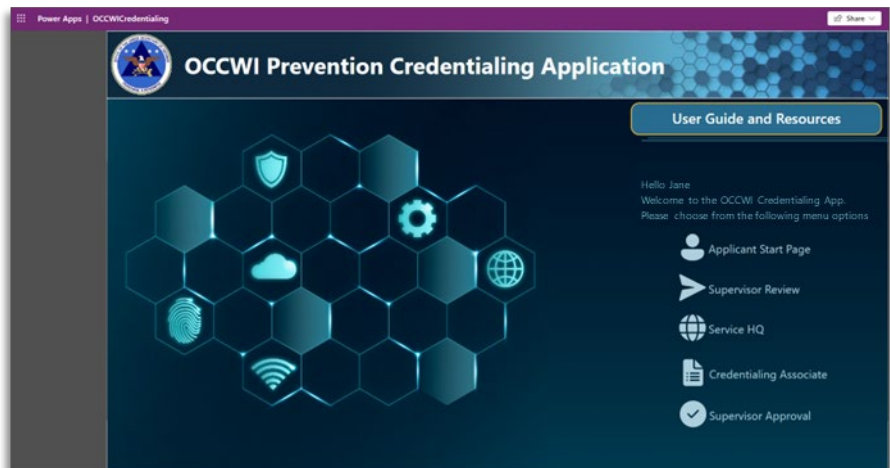 Power Apps | OCCWICredentialing
Share
OCCWI Prevention Credentialing Application
User Guide and Resources
Hello Jane
Welcome to the OCCWI Credentialing App.
Please choose from the following menu options
Applicant Start Page
Supervisor Review
Service HQ
Credentialing Associate
Supervisor Approval